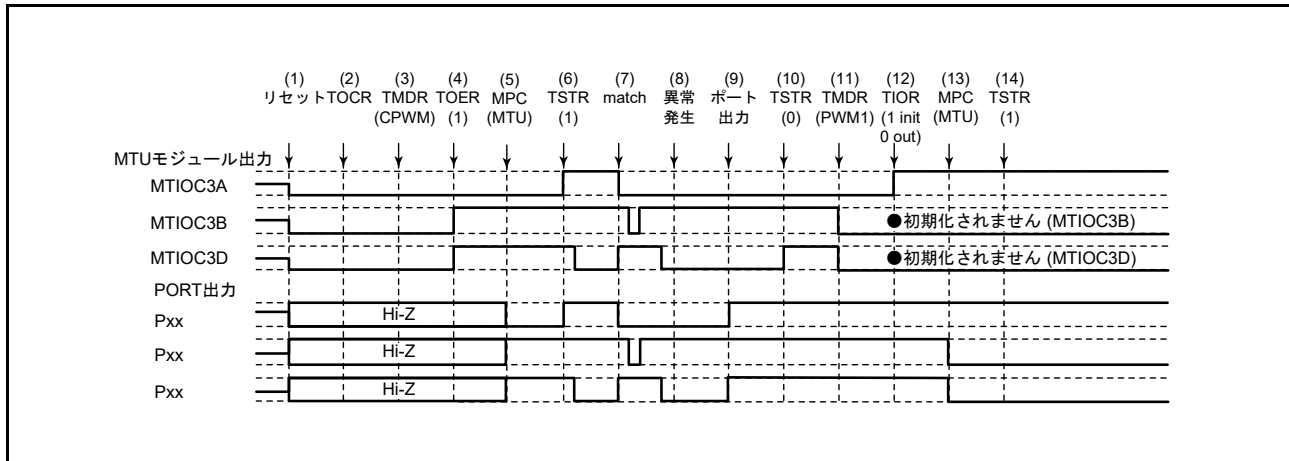 (1) (2) (3) (4) (5) (6) (7) (8) (9) (10) (11) (12) (13) (14)
リセット TOCR TMDR TOER MPC TSTR match 異常 ポート TSTR TMDR TIOR MPC TSTR
(CPWM) (1) (MTU) (1) 発生 出力 (0) (PWM1) (1 init (MTU) (1)
0 out)
MTUモジュール出力
MTIOC3A
MTIOC3B ●初期化されません (MTIOC3B)
MTIOC3D ●初期化されません (MTIOC3D)
PORT出力
Pxx Hi-Z
Pxx Hi-Z
Pxx Hi-Z